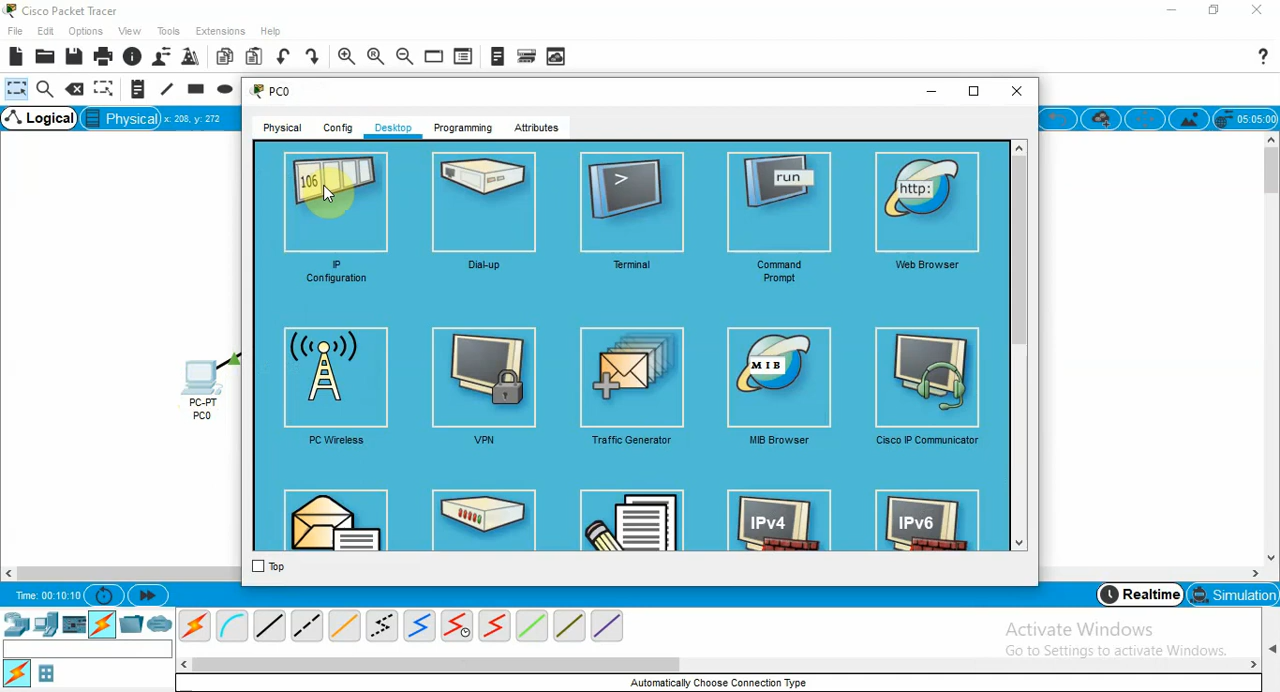 Cisco Packet Tracer
File Edit Options View Tools Extensions Help
?
PC0
Logical Physical x: 208, y: 272
05:05:00
Physical Config Desktop Programming Attributes
106
>
run
http:
IP
Configuration
Dial-up
Terminal
Command
Prompt
Web Browser
MIB
PC Wireless
VPN
Traffic Generator
MIB Browser
Cisco IP Communicator
PC-PT
PC0
IPv4
IPv6
Top
Time: 00:10:10
Realtime
Simulation
Activate Windows
Go to Settings to activate Windows.
Automatically Choose Connection Type